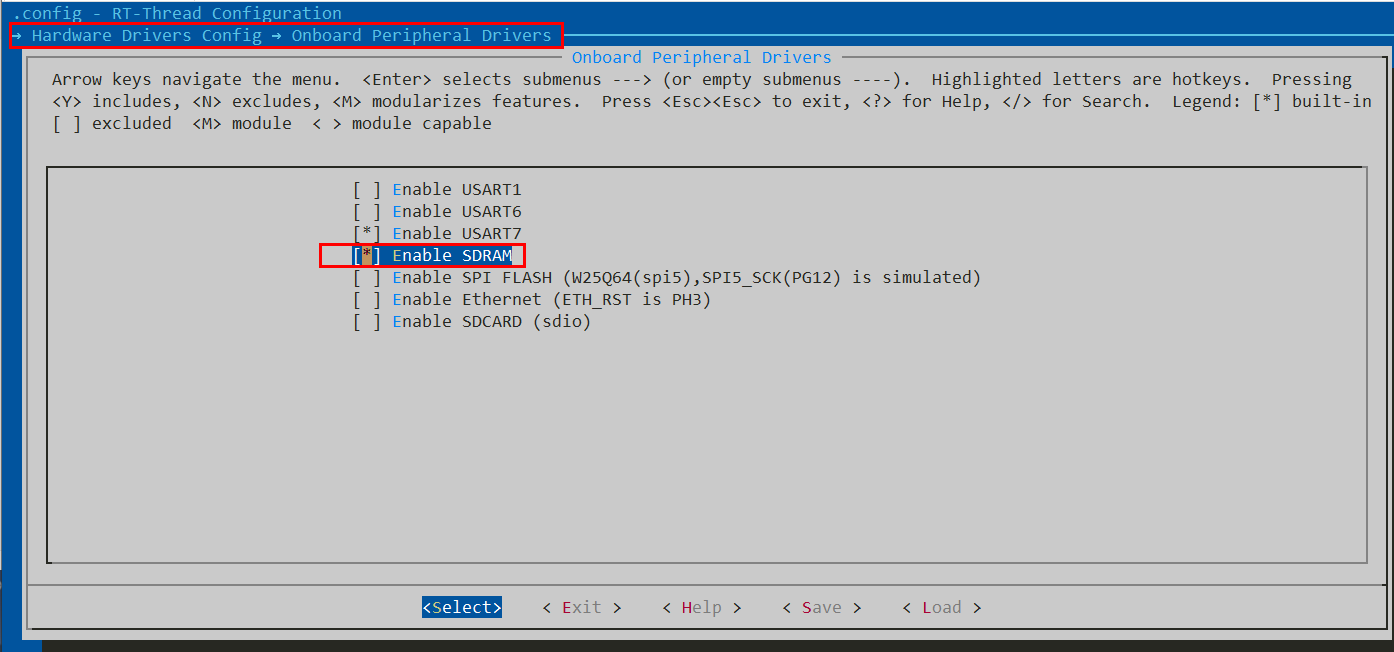 .config - RT-Thread Configuration
→ Hardware Drivers Config → Onboard Peripheral Drivers
Onboard Peripheral Drivers
Arrow keys navigate the menu.  <Enter> selects submenus ---> (or empty submenus ----).  Highlighted letters are hotkeys.  Pressing
<Y> includes, <N> excludes, <M> modularizes features.  Press <Esc><Esc> to exit, <?> for Help, </> for Search.  Legend: [*] built-in
[ ] excluded  <M> module  < > module capable
[ ] Enable USART1
[ ] Enable USART6
[*] Enable USART7
[*] Enable SDRAM
[ ] Enable SPI FLASH (W25Q64(spi5),SPI5_SCK(PG12) is simulated)
[ ] Enable Ethernet (ETH_RST is PH3)
[ ] Enable SDCARD (sdio)
<Select>    < Exit >    < Help >    < Save >    < Load >